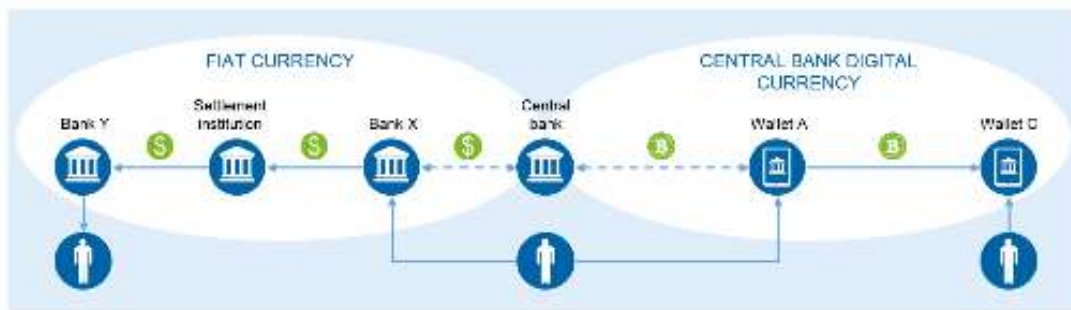 FIAT CURRENCY
CENTRAL BANK DIGITAL
CURRENCY
Settlement
institution
Central
bank
Bank Y
Bank X
Wallet A
Wallet C
$
$
$
B
B